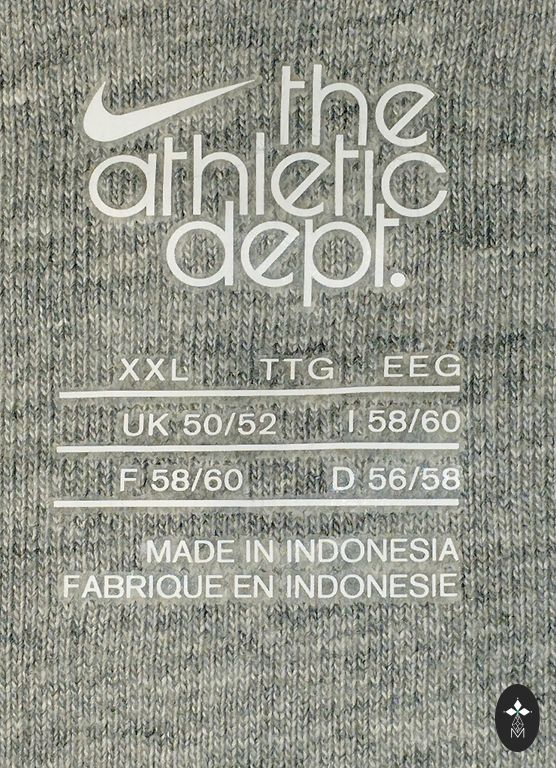 the
athletic
dept.
XXL TTG EEG
UK 50/52 I 58/60
F 58/60 D 56/58
MADE IN INDONESIA
FABRIQUE EN INDONESIE